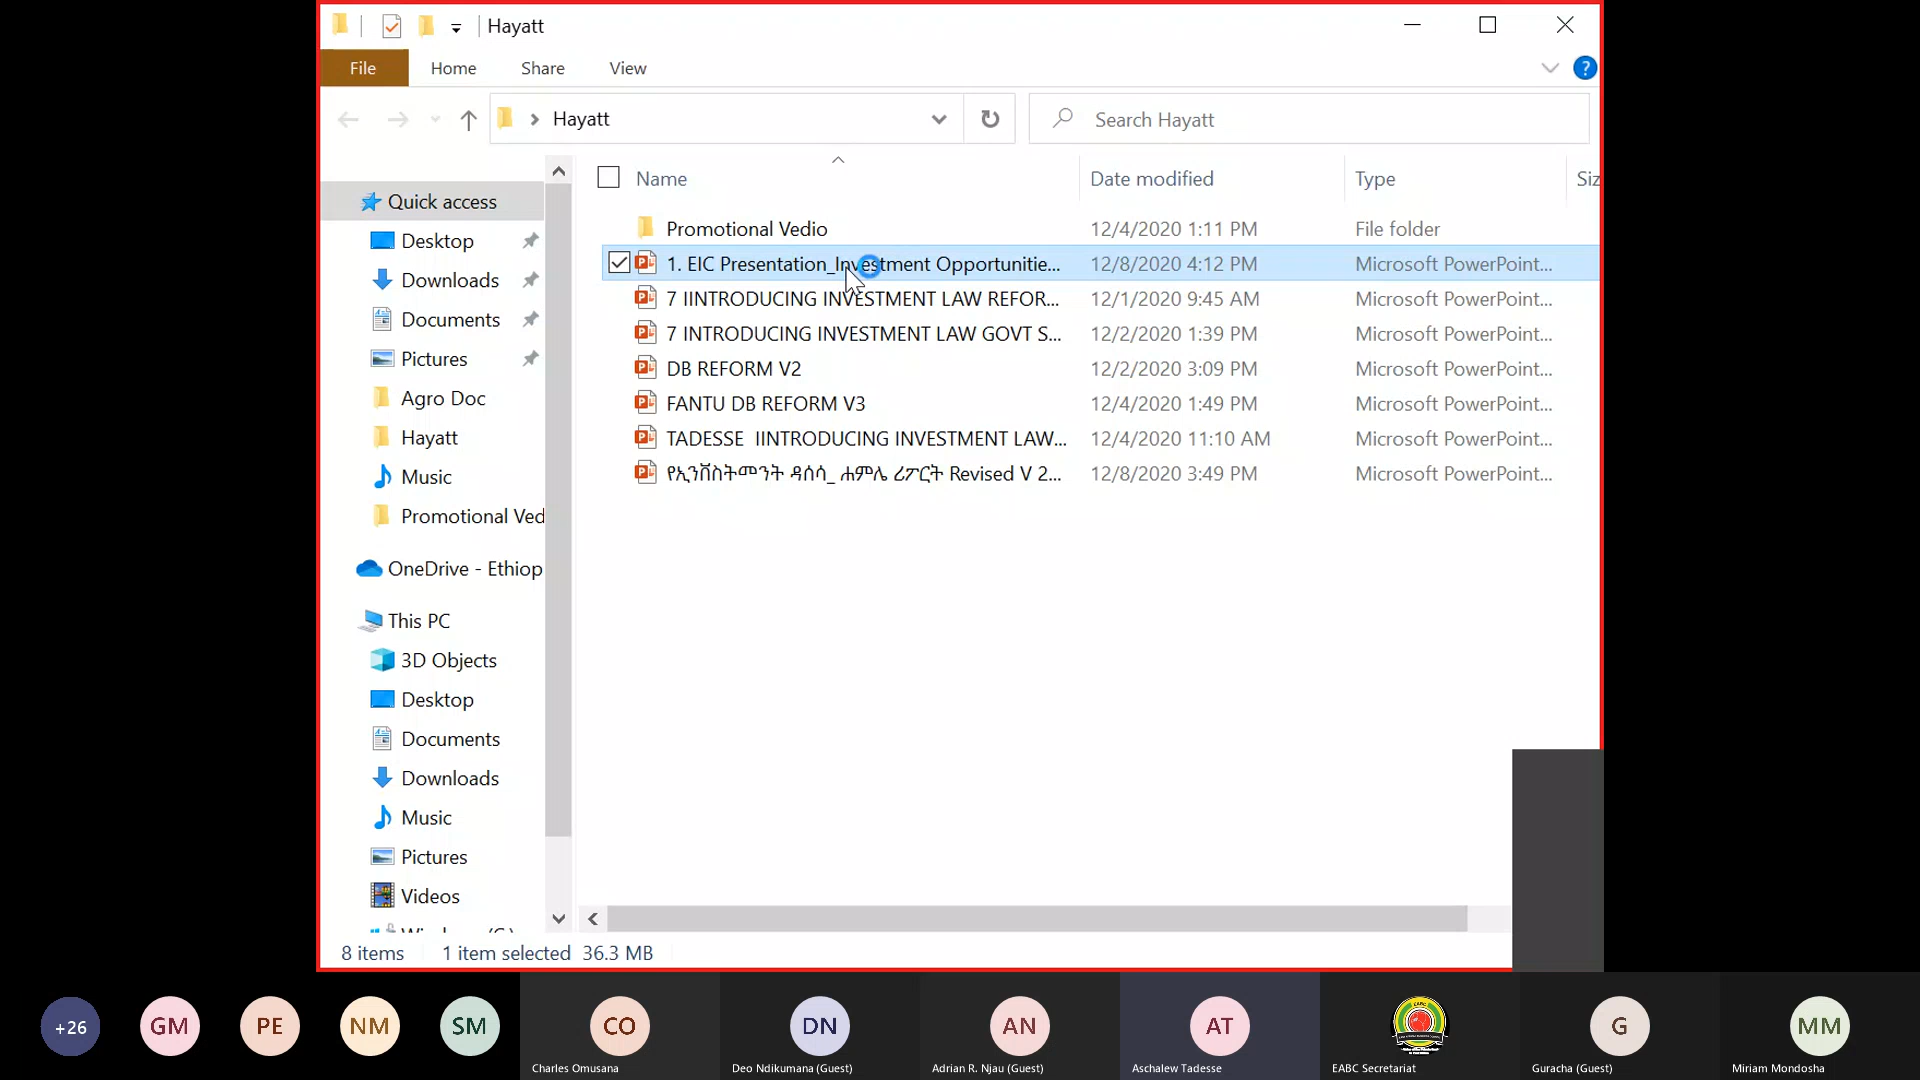 Hayatt
File Home Share View
Hayatt
Search Hayatt
Name Date modified Type Siz
Quick access
Desktop
Downloads
Documents
Pictures
Agro Doc
Hayatt
Music
Promotional Ved
OneDrive - Ethiop
This PC
3D Objects
Desktop
Documents
Downloads
Music
Pictures
Videos
Promotional Vedio 12/4/2020 1:11 PM File folder
1. EIC Presentation_Investment Opportunitie... 12/8/2020 4:12 PM Microsoft PowerPoint...
7 IINTRODUCING INVESTMENT LAW REFOR... 12/1/2020 9:45 AM Microsoft PowerPoint...
7 INTRODUCING INVESTMENT LAW GOVT S... 12/2/2020 1:39 PM Microsoft PowerPoint...
DB REFORM V2 12/2/2020 3:09 PM Microsoft PowerPoint...
FANTU DB REFORM V3 12/4/2020 1:49 PM Microsoft PowerPoint...
TADESSE IINTRODUCING INVESTMENT LAW... 12/4/2020 11:10 AM Microsoft PowerPoint...
የኢንቨስትመንት ዳሰሳ_ ሐምሌ ሪፖርት Revised V 2... 12/8/2020 3:49 PM Microsoft PowerPoint...
8 items 1 item selected 36.3 MB
+26 GM PE NM SM CO DN AN AT EABC G MM
Charles Omusana Deo Ndikumana (Guest) Adrian R. Njau (Guest) Aschalew Tadesse EABC Secretariat Guracha (Guest) Miriam Mondosha